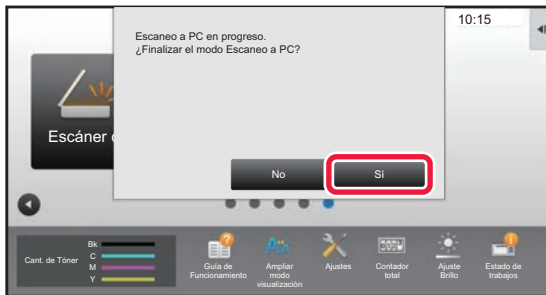 10:15
Escaneo a PC en progreso.
¿Finalizar el modo Escaneo a PC?
Escáner
No
Sí
Cant. de Tóner
Bk
C
M
Y
Guía de
Funcionamiento
Ampliar
modo
visualización
Ajustes
Contador
total
Ajuste
Brillo
Estado de
trabajos